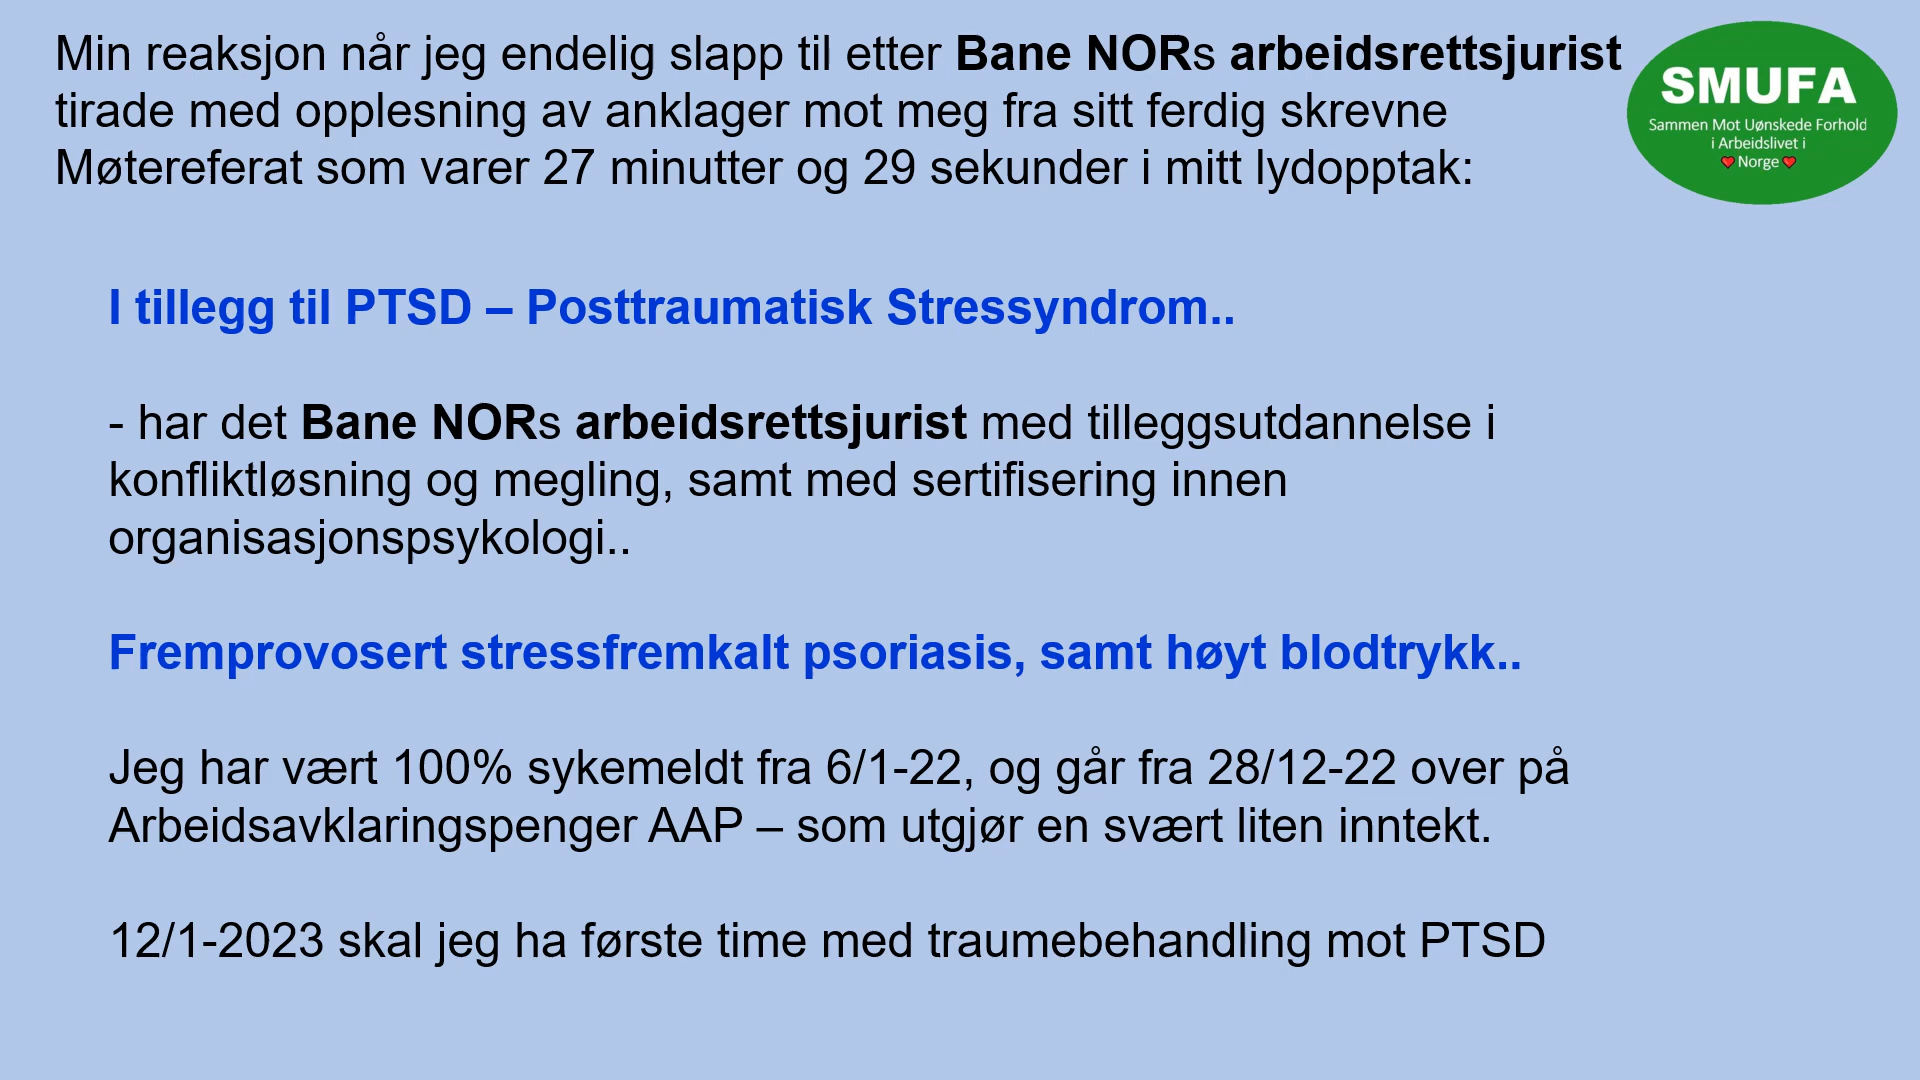 Min reaksjon når jeg endelig slapp til etter Bane NORs arbeidsrettsjurist
tirade med opplesning av anklager mot meg fra sitt ferdig skrevne
Møtereferat som varer 27 minutter og 29 sekunder i mitt lydopptak:
SMUFA
Sammen Mot Uønskede Forhold
i Arbeidslivet i
❤Norge❤
I tillegg til PTSD – Posttraumatisk Stressyndrom..
- har det Bane NORs arbeidsrettsjurist med tilleggsutdannelse i
konfliktløsning og megling, samt med sertifisering innen
organisasjonspsykologi..
Fremprovosert stressfremkalt psoriasis, samt høyt blodtrykk..
Jeg har vært 100% sykemeldt fra 6/1-22, og går fra 28/12-22 over på
Arbeidsavklaringspenger AAP – som utgjør en svært liten inntekt.
12/1-2023 skal jeg ha første time med traumebehandling mot PTSD